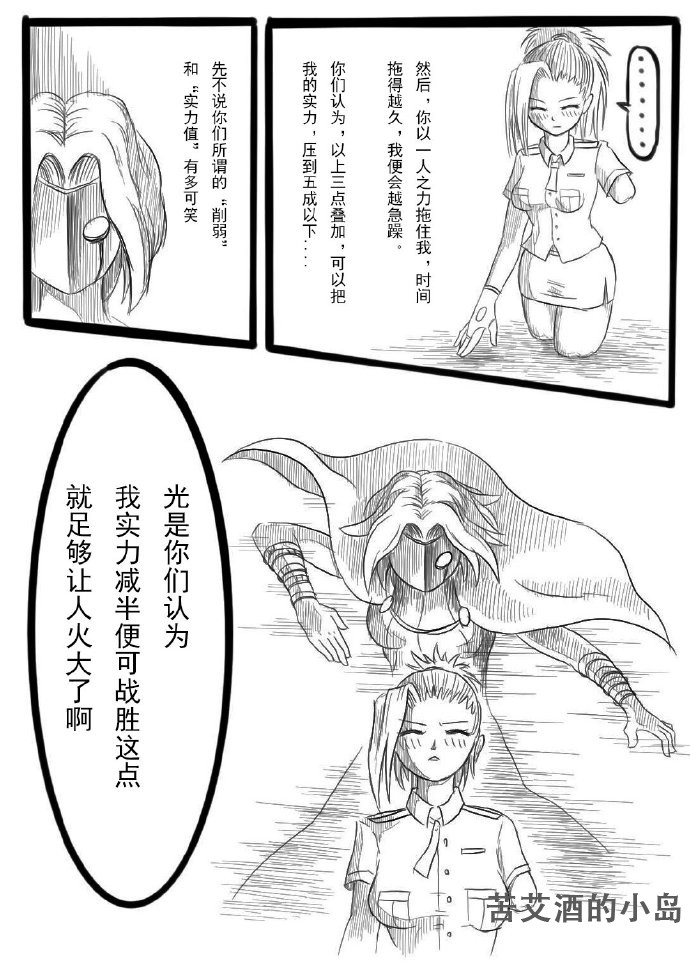 ……
然后，你以一人之力拖住我，时间
拖得越久，我便会越急躁。
你们认为，以上三点叠加，可以把
我的实力，压到五成以下....
先不说你们所谓的“削弱”
和“实力值”有多可笑
光是你们认为
我实力减半便可战胜这点
就足够让人火大了啊
苦艾酒的小岛